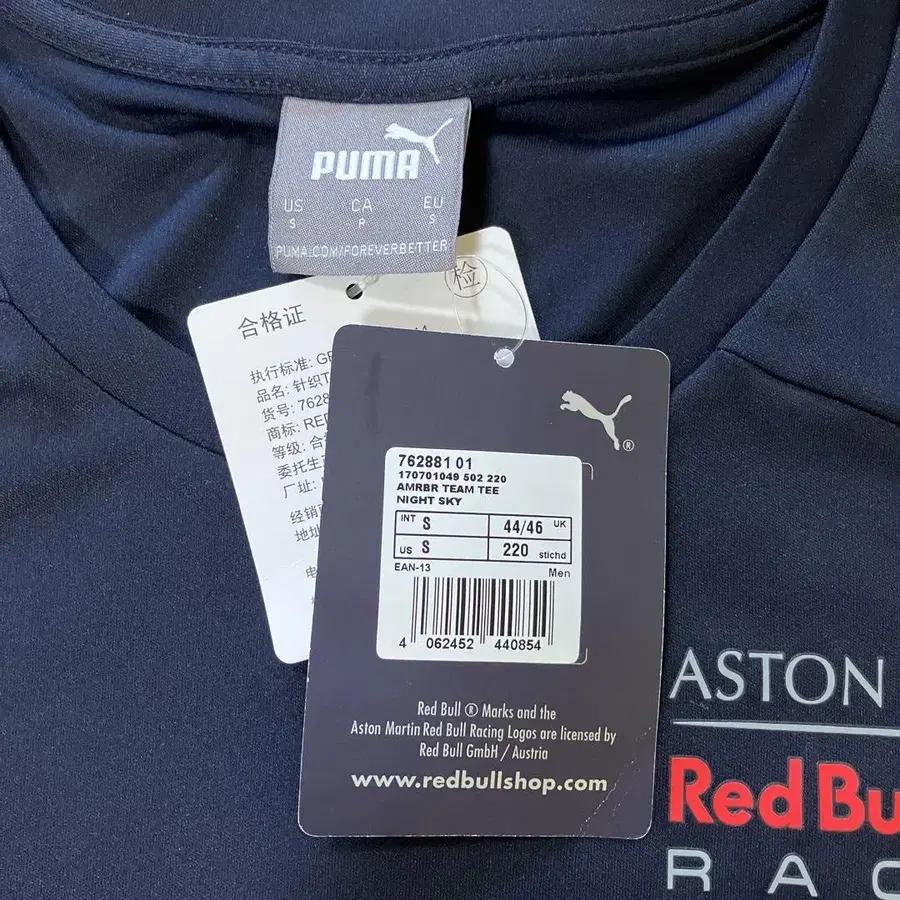 PUMA
US CA EU
S P S
PUMA.COM/FOREVERBETTER
检
合格证
执行标准: GB
品名: 针织T
货号: 7628
商标: RED
等级: 合
委托生
厂址:
经销
地址
电
®
762881 01
170701049 502 220
AMRBR TEAM TEE
NIGHT SKY
INT S 44/46 UK
US S 220 stichd
EAN-13 Men
4 062452 440854
Red Bull ® Marks and the
Aston Martin Red Bull Racing Logos are licensed by
Red Bull GmbH / Austria
www.redbullshop.com
ASTON
Red Bu
RAC